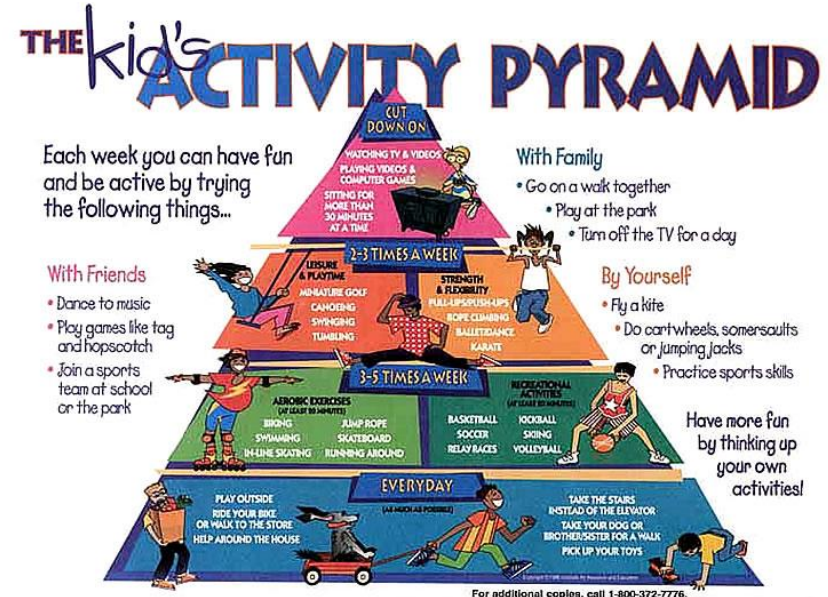 THE kid's ACTIVITY PYRAMID
Each week you can have fun
and be active by trying
the following things...
With Friends
• Dance to music
• Play games like tag
and hopscotch
• Join a sports
team at school
or the park
CUT
DOWN ON
WATCHING TV & VIDEOS
PLAYING VIDEOS &
COMPUTER GAMES
SITTING FOR
MORE THAN
30 MINUTES
AT A TIME
With Family
• Go on a walk together
• Play at the park
• Turn off the TV for a day
By Yourself
• Fly a kite
• Do cartwheels, somersaults
or jumping jacks
• Practice sports skills
Have more fun
by thinking up
your own
activities!
2-3 TIMES A WEEK
LEISURE
& PLAYTIME
MINIATURE GOLF
CANOEING
SWINGING
TUMBLING
STRENGTH
& FLEXIBILITY
PULL-UPS/PUSH-UPS
ROPE CLIMBING
BALLET/DANCE
KARATE
3-5 TIMES A WEEK
AEROBIC EXERCISES
(AT LEAST 20 MINUTES)
BIKING
SWIMMING
IN-LINE SKATING
JUMP ROPE
SKATEBOARD
RUNNING AROUND
RECREATIONAL
ACTIVITIES
(AT LEAST 20 MINUTES)
BASKETBALL
SOCCER
RELAY RACES
KICKBALL
SKIING
VOLLEYBALL
EVERYDAY
(AS MUCH AS POSSIBLE)
PLAY OUTSIDE
RIDE YOUR BIKE
OR WALK TO THE STORE
HELP AROUND THE HOUSE
TAKE THE STAIRS
INSTEAD OF THE ELEVATOR
TAKE YOUR DOG OR
BROTHER/SISTER FOR A WALK
PICK UP YOUR TOYS
For additional copies, call 1-800-372-7776.